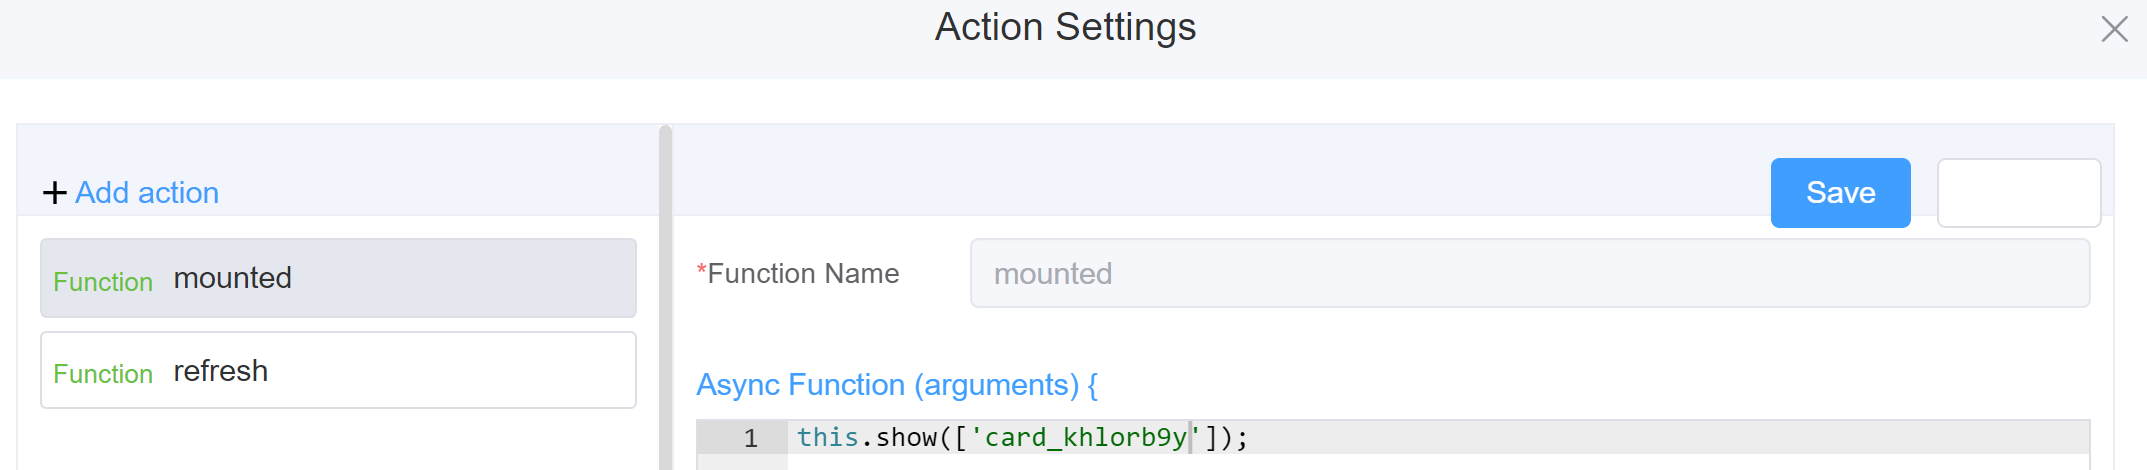 Action Settings
+ Add action
Save
Function mounted
*Function Name
mounted
Function refresh
Async Function (arguments) {
1 this.show(['card_khlorb9y']);